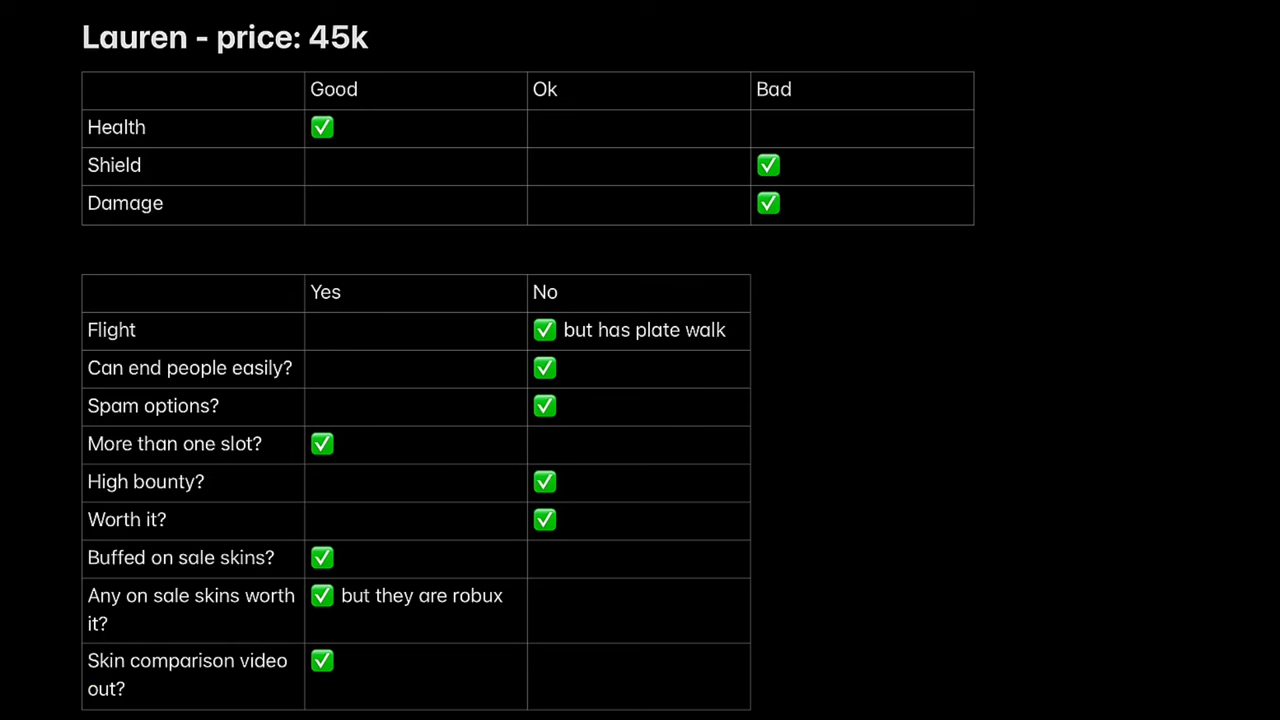 Lauren - price: 45k
Good Ok Bad
Health ✅
Shield ✅
Damage ✅
Yes No
Flight ✅ but has plate walk
Can end people easily? ✅
Spam options? ✅
More than one slot? ✅
High bounty? ✅
Worth it? ✅
Buffed on sale skins? ✅
Any on sale skins worth ✅ but they are robux
it?
Skin comparison video ✅
out?